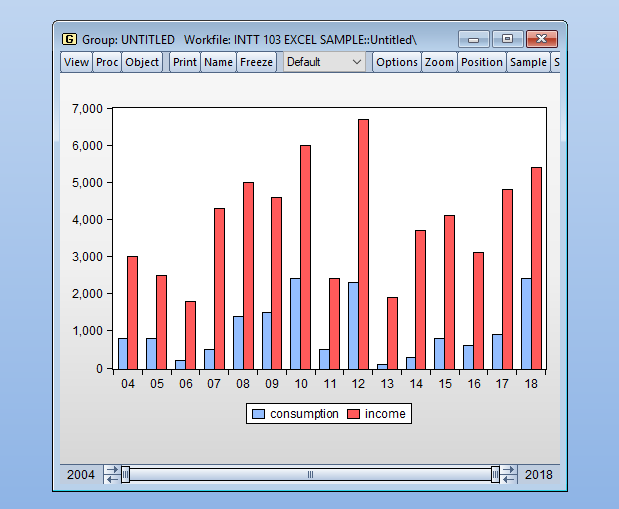 G Group: UNTITLED Workfile: INTT 103 EXCEL SAMPLE::Untitled\
View Proc Object Print Name Freeze Default Options Zoom Position Sample S
7,000
6,000
5,000
4,000
3,000
2,000
1,000
0
04 05 06 07 08 09 10 11 12 13 14 15 16 17 18
consumption income
2004 2018